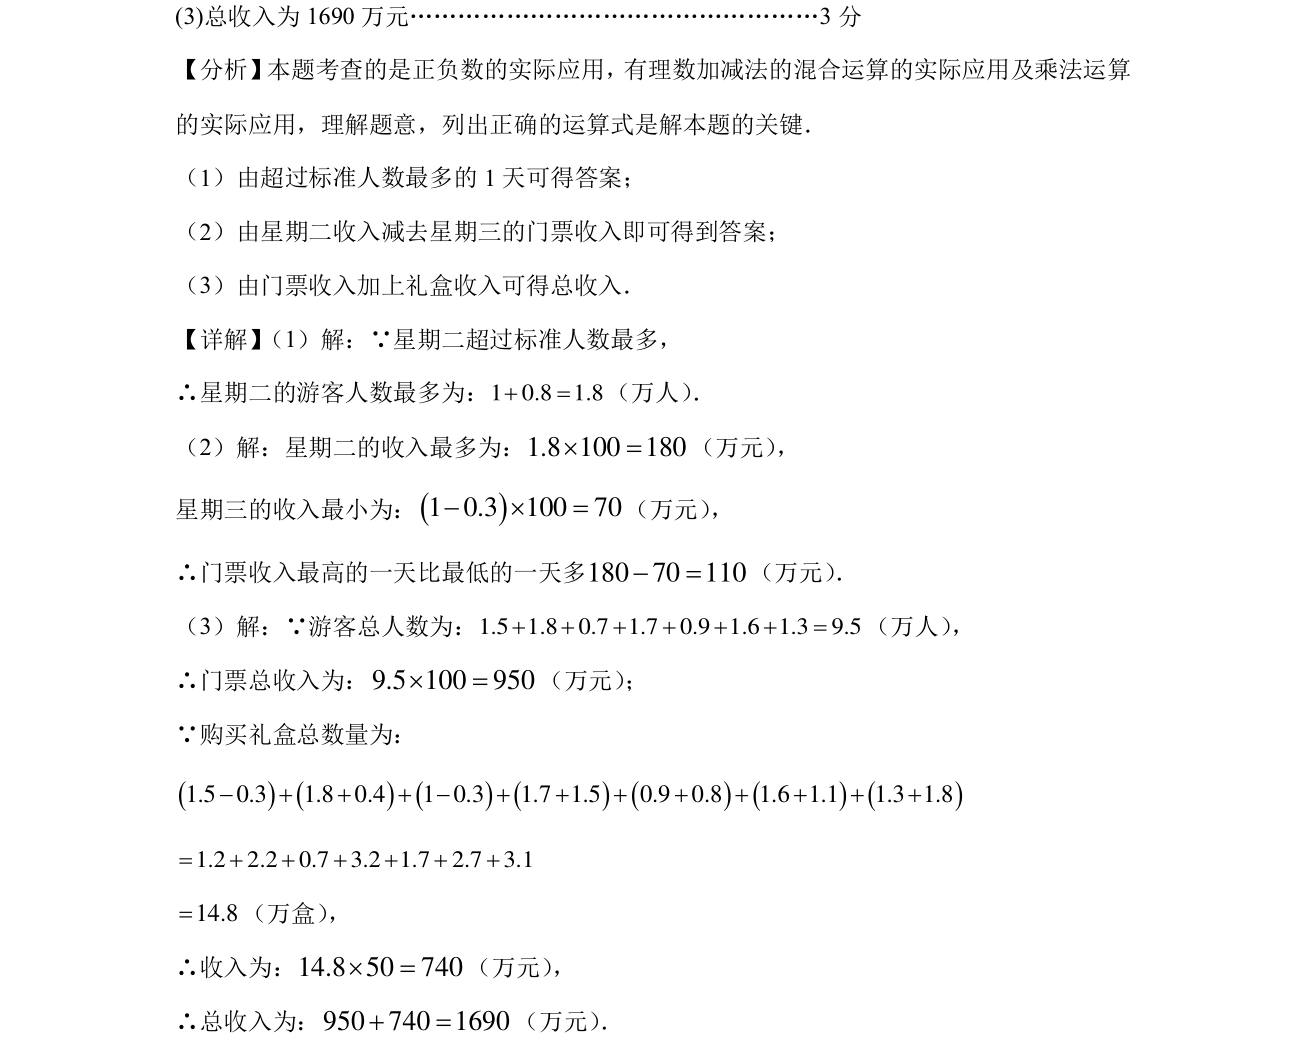 (3)总收入为 1690 万元………………………………………………3 分
【分析】本题考查的是正负数的实际应用，有理数加减法的混合运算的实际应用及乘法运算
的实际应用，理解题意，列出正确的运算式是解本题的关键．
（1）由超过标准人数最多的 1 天可得答案；
（2）由星期二收入减去星期三的门票收入即可得到答案；
（3）由门票收入加上礼盒收入可得总收入．
【详解】（1）解：∵星期二超过标准人数最多，
∴星期二的游客人数最多为：1+0.8=1.8（万人）．
（2）解：星期二的收入最多为：1.8×100=180（万元），
星期三的收入最小为：(1−0.3)×100=70（万元），
∴门票收入最高的一天比最低的一天多180−70=110（万元）．
（3）解：∵游客总人数为：1.5+1.8+0.7+1.7+0.9+1.6+1.3=9.5（万人），
∴门票总收入为：9.5×100=950（万元）；
∵购买礼盒总数量为：
(1.5−0.3)+(1.8+0.4)+(1−0.3)+(1.7+1.5)+(0.9+0.8)+(1.6+1.1)+(1.3+1.8)
=1.2+2.2+0.7+3.2+1.7+2.7+3.1
=14.8（万盒），
∴收入为：14.8×50=740（万元），
∴总收入为：950+740=1690（万元）．